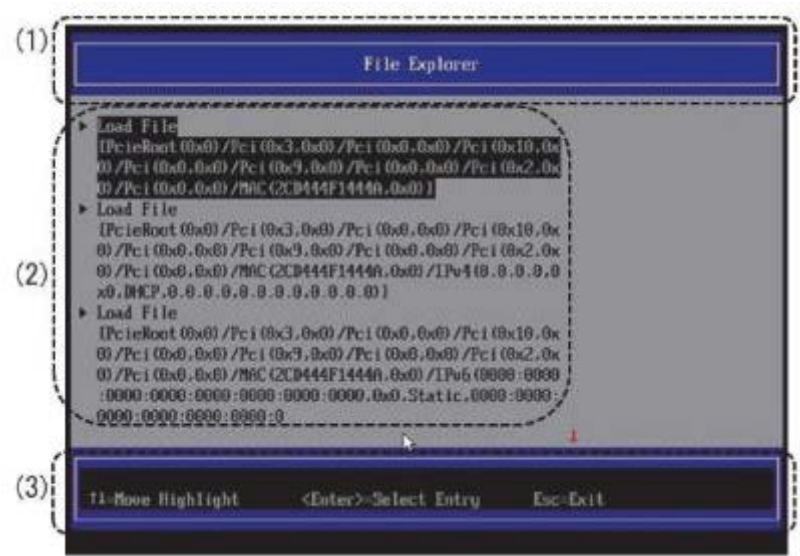 (1)
File Explorer
▶ Load File
[PcieRoot(0x0)/Pci(0x3,0x0)/Pci(0x0,0x0)/Pci(0x10,0x
0)/Pci(0x0,0x0)/Pci(0x9,0x0)/Pci(0x0,0x0)/Pci(0x2,0x
0)/Pci(0x0,0x0)/MAC(2CD444F1444A,0x0)]
▶ Load File
[PcieRoot(0x0)/Pci(0x3,0x0)/Pci(0x0,0x0)/Pci(0x10,0x
0)/Pci(0x0,0x0)/Pci(0x9,0x0)/Pci(0x0,0x0)/Pci(0x2,0x
(2)
0)/Pci(0x0,0x0)/MAC(2CD444F1444A,0x0)/IPv4(0.0.0.0,0
x0,DHCP,0.0.0.0,0.0.0.0,0.0.0.0)]
▶ Load File
[PcieRoot(0x0)/Pci(0x3,0x0)/Pci(0x0,0x0)/Pci(0x10,0x
0)/Pci(0x0,0x0)/Pci(0x9,0x0)/Pci(0x0,0x0)/Pci(0x2,0x
0)/Pci(0x0,0x0)/MAC(2CD444F1444A,0x0)/IPv6(0000:0000
:0000:0000:0000:0000:0000:0000,0x0,Static,0000:0000:
0000:0000:0000:0000:0
↓
(3)
↑↓=Move Highlight <Enter>=Select Entry Esc=Exit